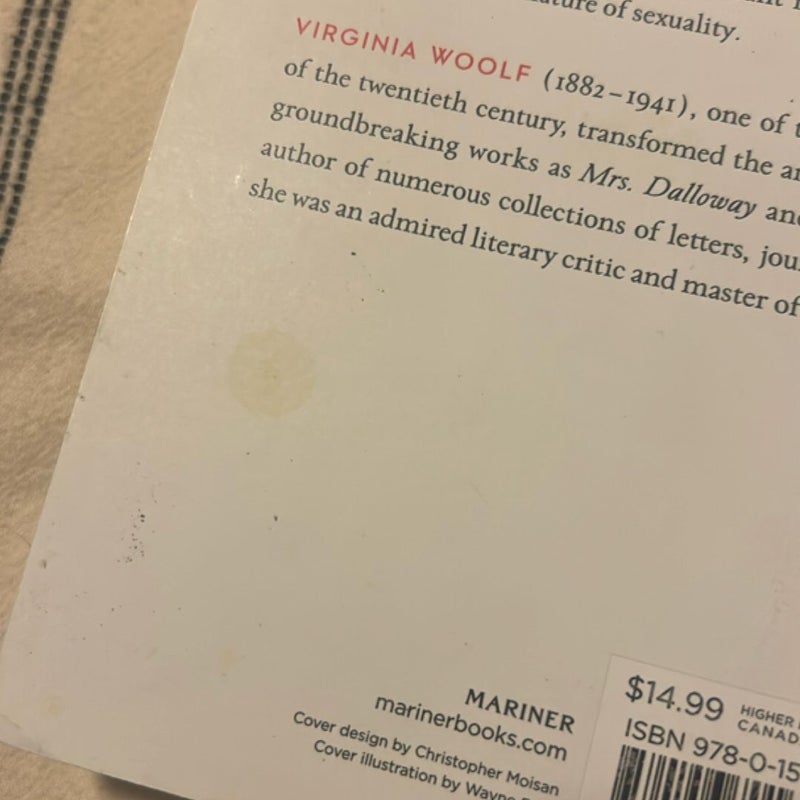 of sexuality.
VIRGINIA WOOLF (1882–1941), one of
of the twentieth century, transformed the
groundbreaking works as Mrs. Dalloway
author of numerous collections of letters,
she was an admired literary critic and master of
MARINER
marinerbooks.com
Cover design by Christopher Moisan
Cover illustration by
$14.99 HIGHER
ISBN 978-0-15